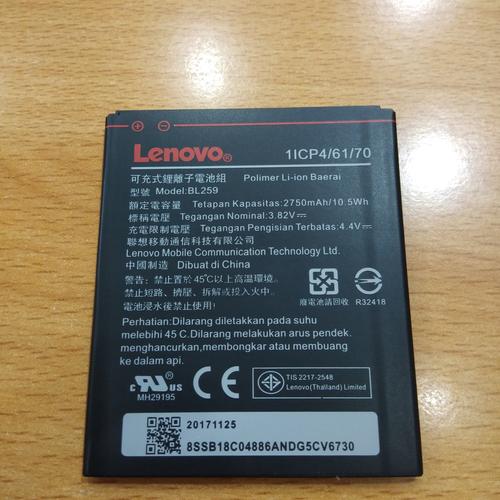 Lenovo® 1ICP4/61/70
可充式鋰離子電池組 Polimer Li-ion Baerai
型號 Model:BL259
額定電容量 Tetapan Kapasitas:2750mAh/10.5Wh
標稱電壓 Tegangan Nominal:3.82V⎓
充電限制電壓 Tegangan Pengisian Terbatas:4.4V⎓
聯想移動通信科技有限公司
Lenovo Mobile Communication Technology Ltd.
中國製造 Dibuat di China
警告:禁止置於45℃以上高溫環境。
禁止短路、擠壓、拆解或投入火中。
電池浸水後禁止使用!
廢電池請回收 R32418
Perhatian:Dilarang diletakkan pada suhu
melebihi 45 C.Dilarang melakukan arus pendek.
menghancurkan,membongkar atau membuang
ke dalam api.
c RU us
MH29195
CE
TIS 2217-2548
Lenovo(Thailand) Limited
20171125
8SSB18C04886ANDG5CV6730